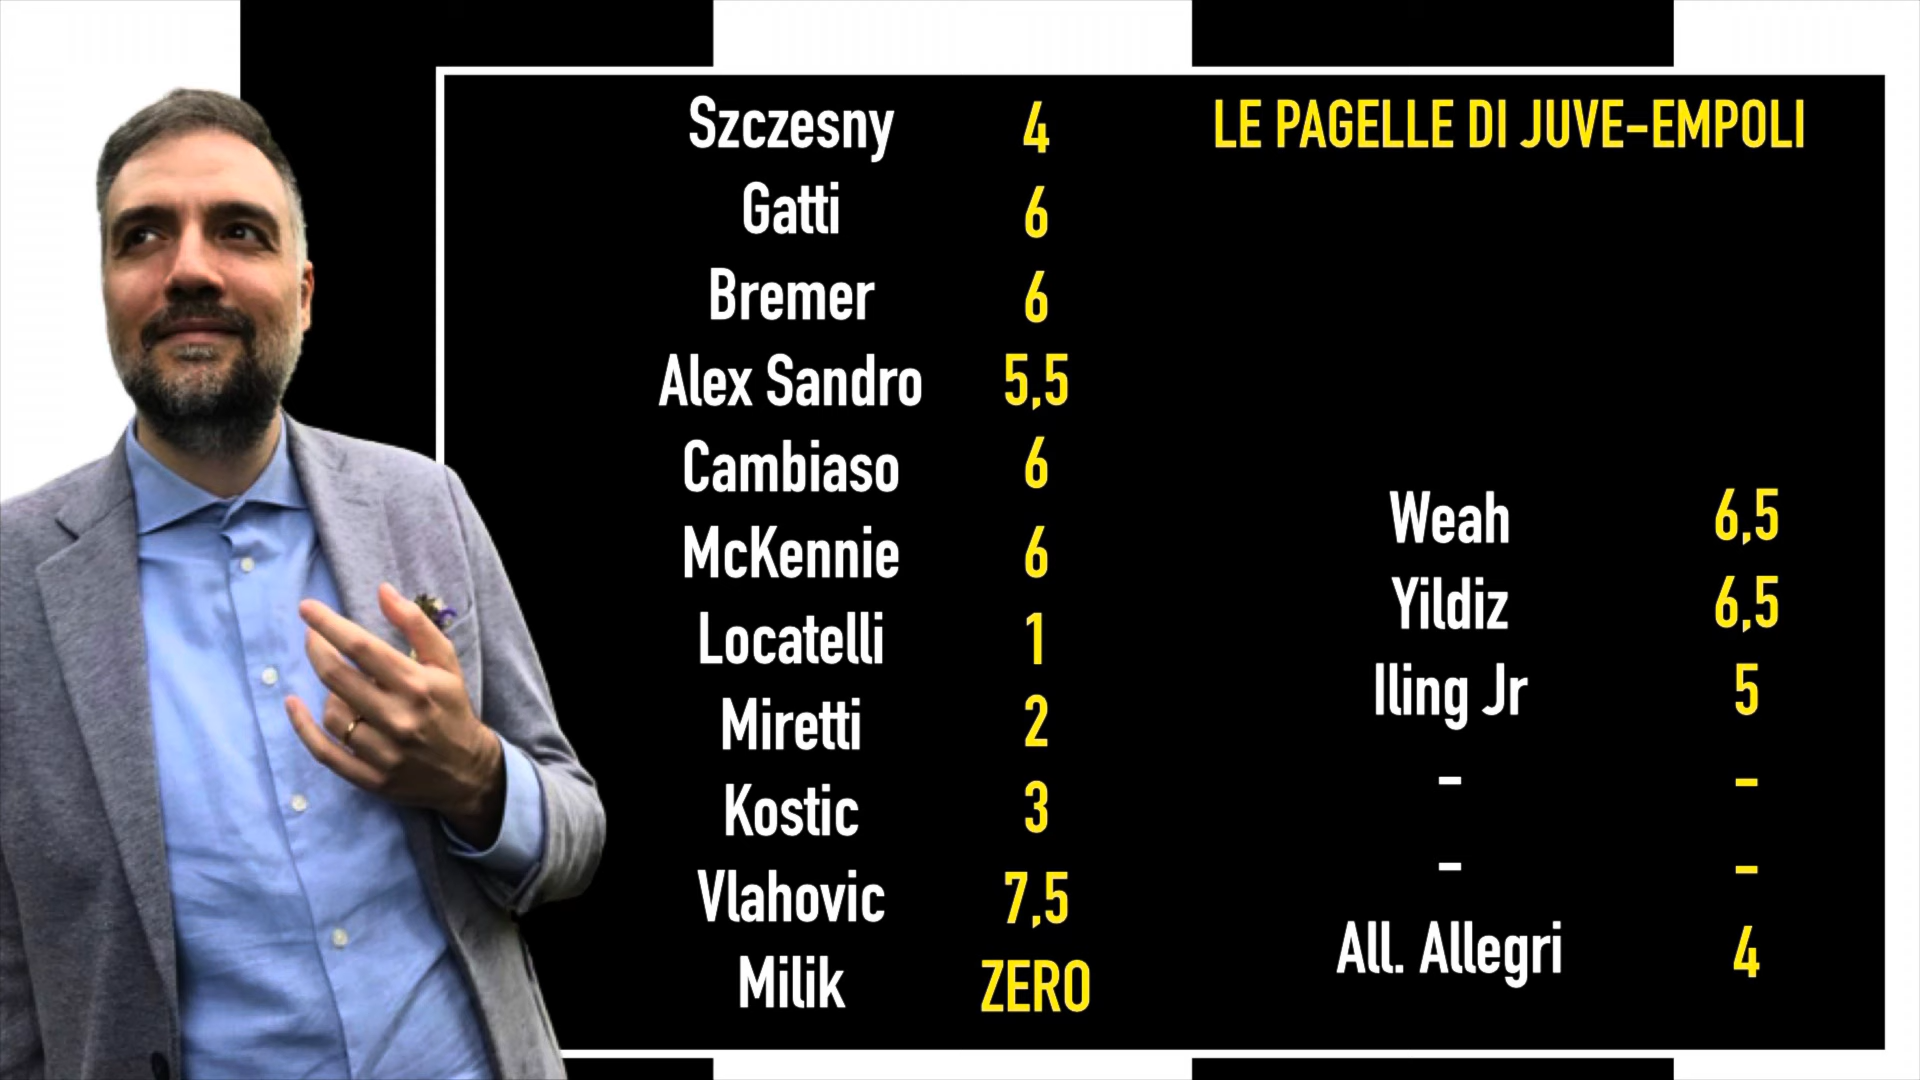 LE PAGELLE DI JUVE-EMPOLI
Szczesny 4
Gatti 6
Bremer 6
Alex Sandro 5,5
Cambiaso 6
McKennie 6
Locatelli 1
Miretti 2
Kostic 3
Vlahovic 7,5
Milik ZERO
Weah 6,5
Yildiz 6,5
Iling Jr 5
- -
- -
All. Allegri 4